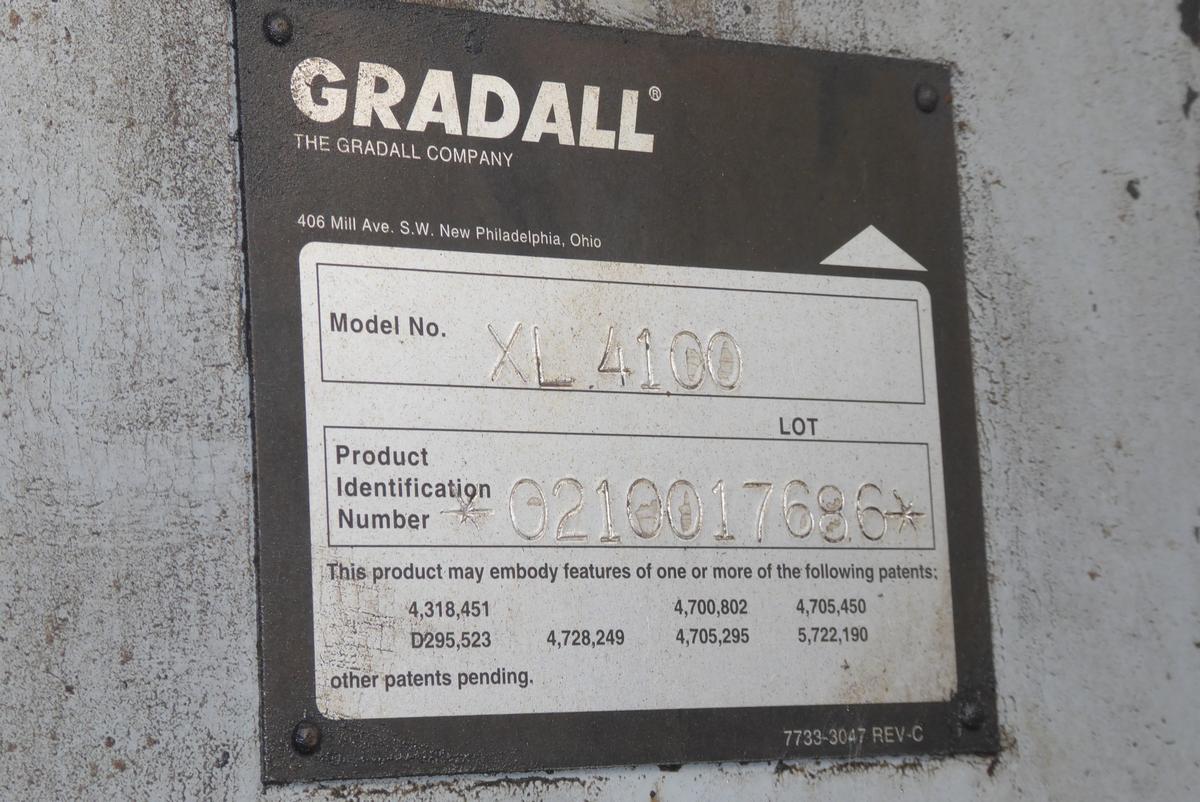 GRADALL®
THE GRADALL COMPANY
406 Mill Ave. S.W. New Philadelphia, Ohio
Model No. XL 4100
LOT
Product
Identification
Number *0210017686*
This product may embody features of one or more of the following patents:
4,318,451 4,700,802 4,705,450
D295,523 4,728,249 4,705,295 5,722,190
other patents pending.
7733-3047 REV-C